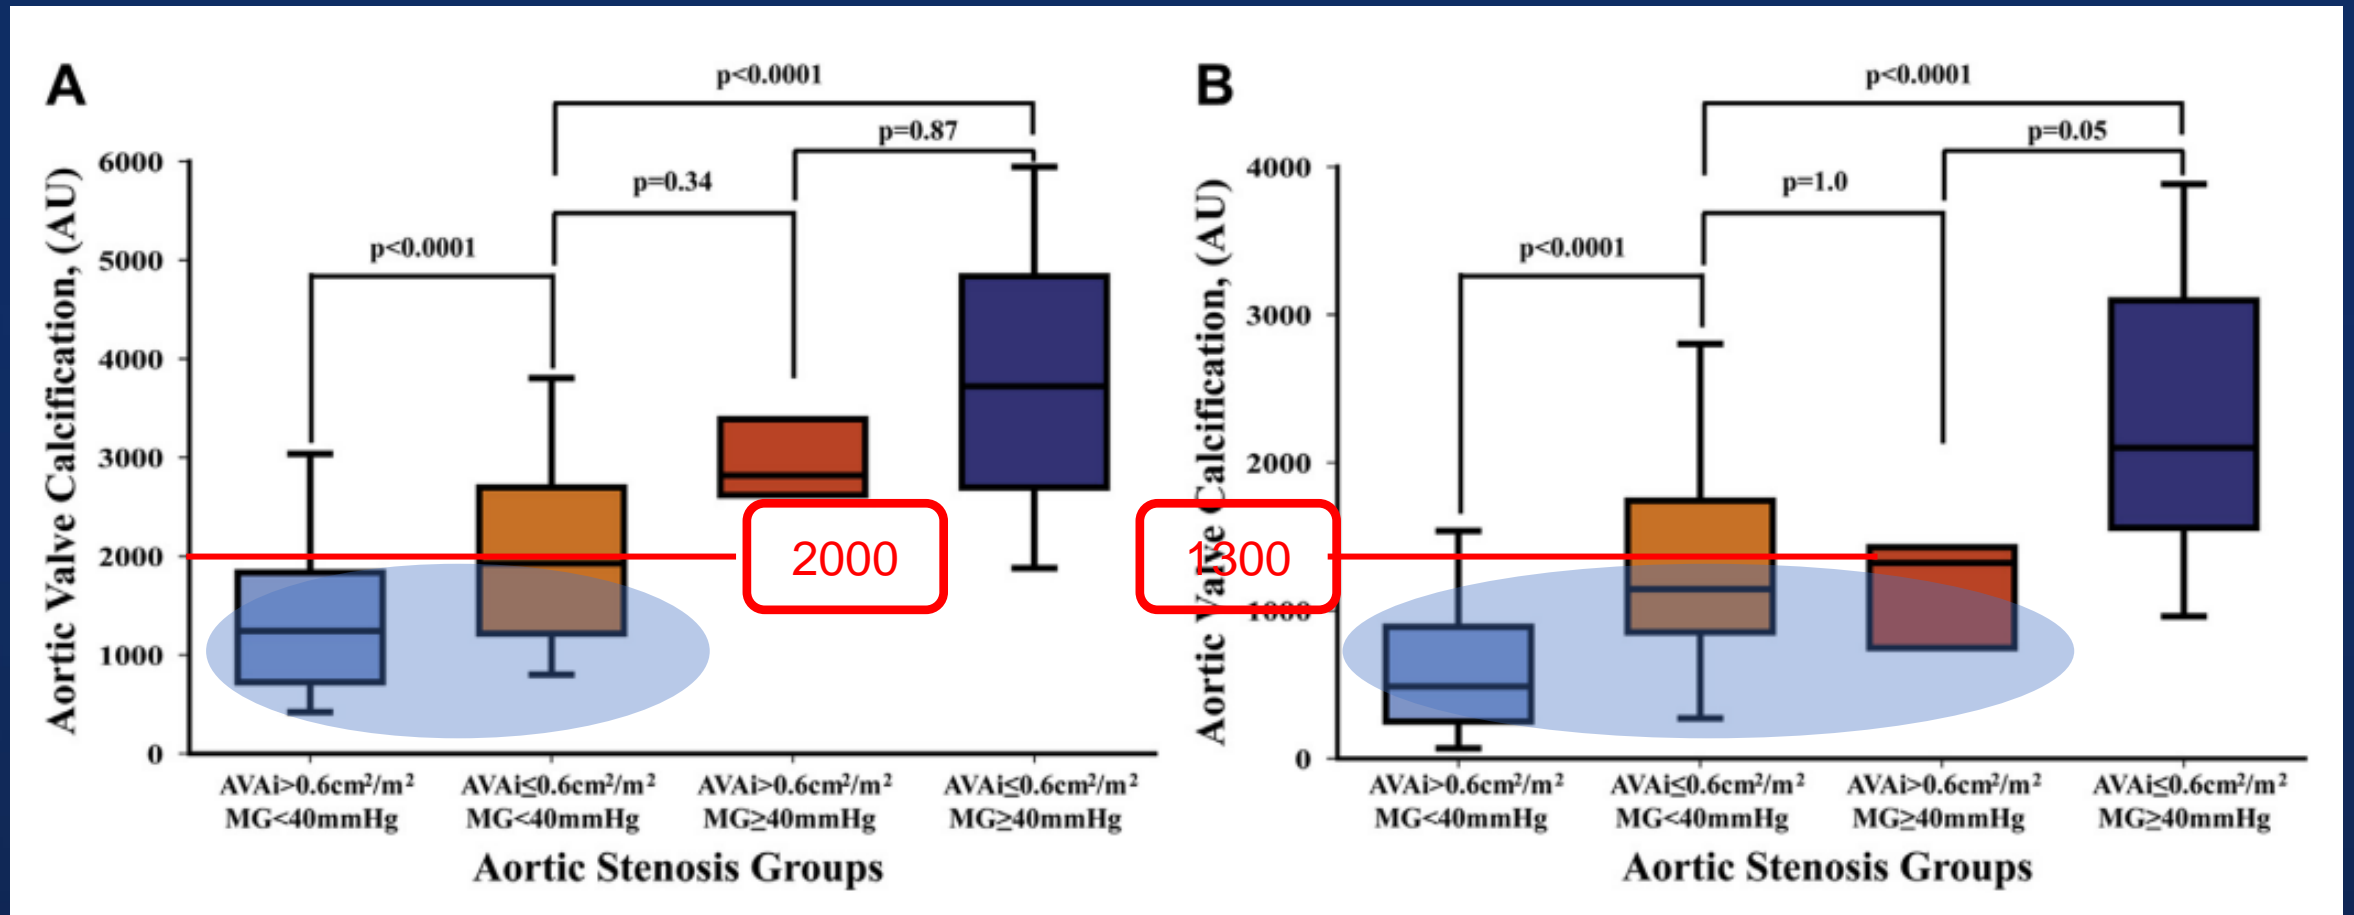 A
p<0.0001
p=0.87
p=0.34
p<0.0001
Aortic Valve Calcification, (AU)
6000
5000
4000
3000
2000
1000
0
2000
AVAi>0.6cm²/m²
MG<40mmHg
AVAi≤0.6cm²/m²
MG<40mmHg
AVAi>0.6cm²/m²
MG≥40mmHg
AVAi≤0.6cm²/m²
MG≥40mmHg
Aortic Stenosis Groups
B
p<0.0001
p=0.05
p=1.0
p<0.0001
Aortic Valve Calcification, (AU)
4000
3000
2000
1000
0
1300
AVAi>0.6cm²/m²
MG<40mmHg
AVAi≤0.6cm²/m²
MG<40mmHg
AVAi>0.6cm²/m²
MG≥40mmHg
AVAi≤0.6cm²/m²
MG≥40mmHg
Aortic Stenosis Groups